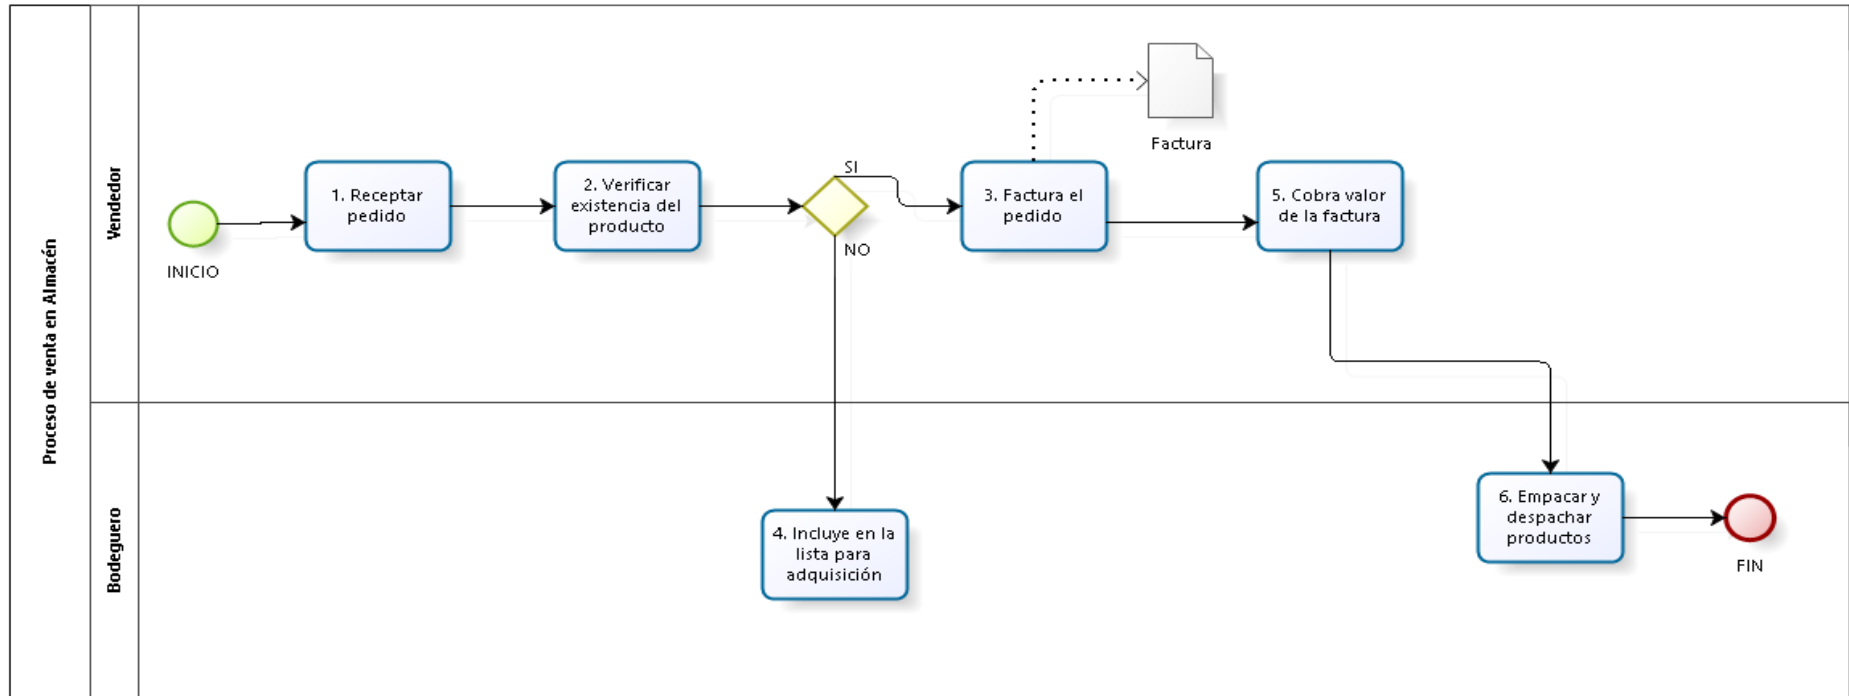 Proceso de venta en Almacén
Vendedor
INICIO
1. Receptar
pedido
2. Verificar
existencia del
producto
SI
NO
3. Factura el
pedido
Factura
5. Cobra valor
de la factura
Bodeguero
4. Incluye en la
lista para
adquisición
6. Empacar y
despachar
productos
FIN